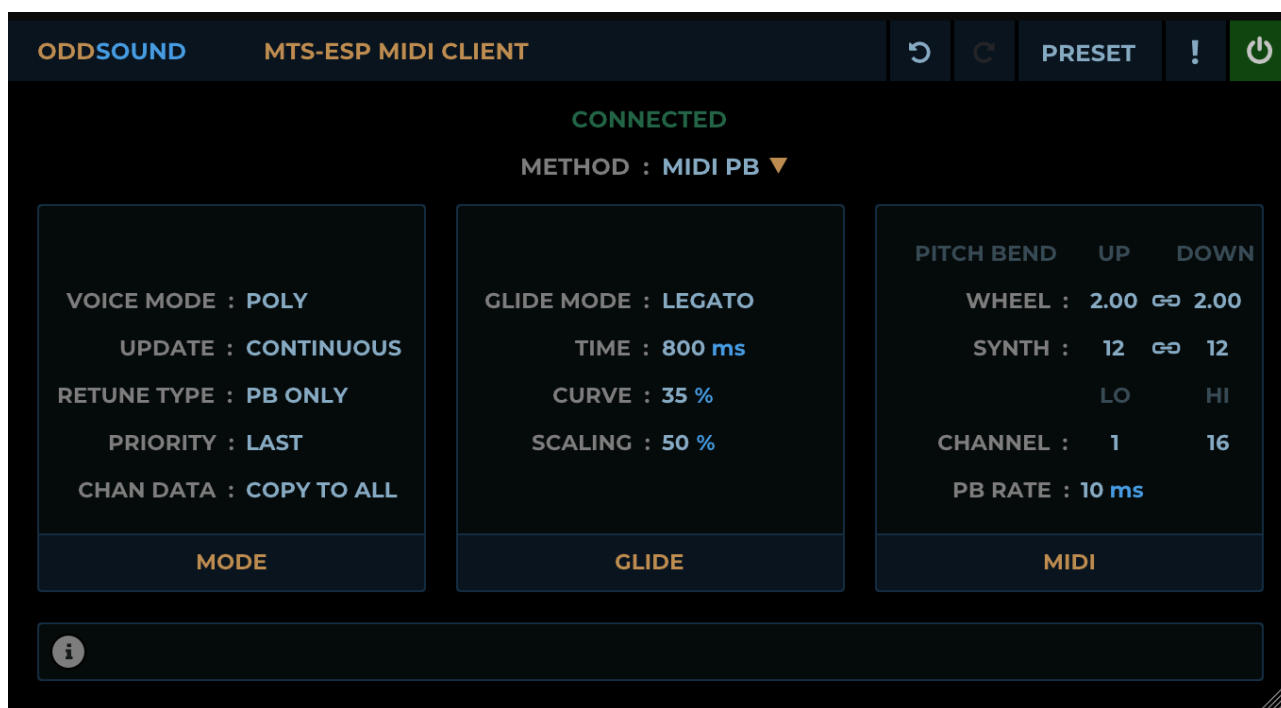 ODDSOUND MTS-ESP MIDI CLIENT PRESET !
CONNECTED
METHOD : MIDI PB
VOICE MODE : POLY
UPDATE : CONTINUOUS
RETUNE TYPE : PB ONLY
PRIORITY : LAST
CHAN DATA : COPY TO ALL
MODE
GLIDE MODE : LEGATO
TIME : 800 ms
CURVE : 35 %
SCALING : 50 %
GLIDE
PITCH BEND UP DOWN
WHEEL : 2.00 2.00
SYNTH : 12 12
LO HI
CHANNEL : 1 16
PB RATE : 10 ms
MIDI
i